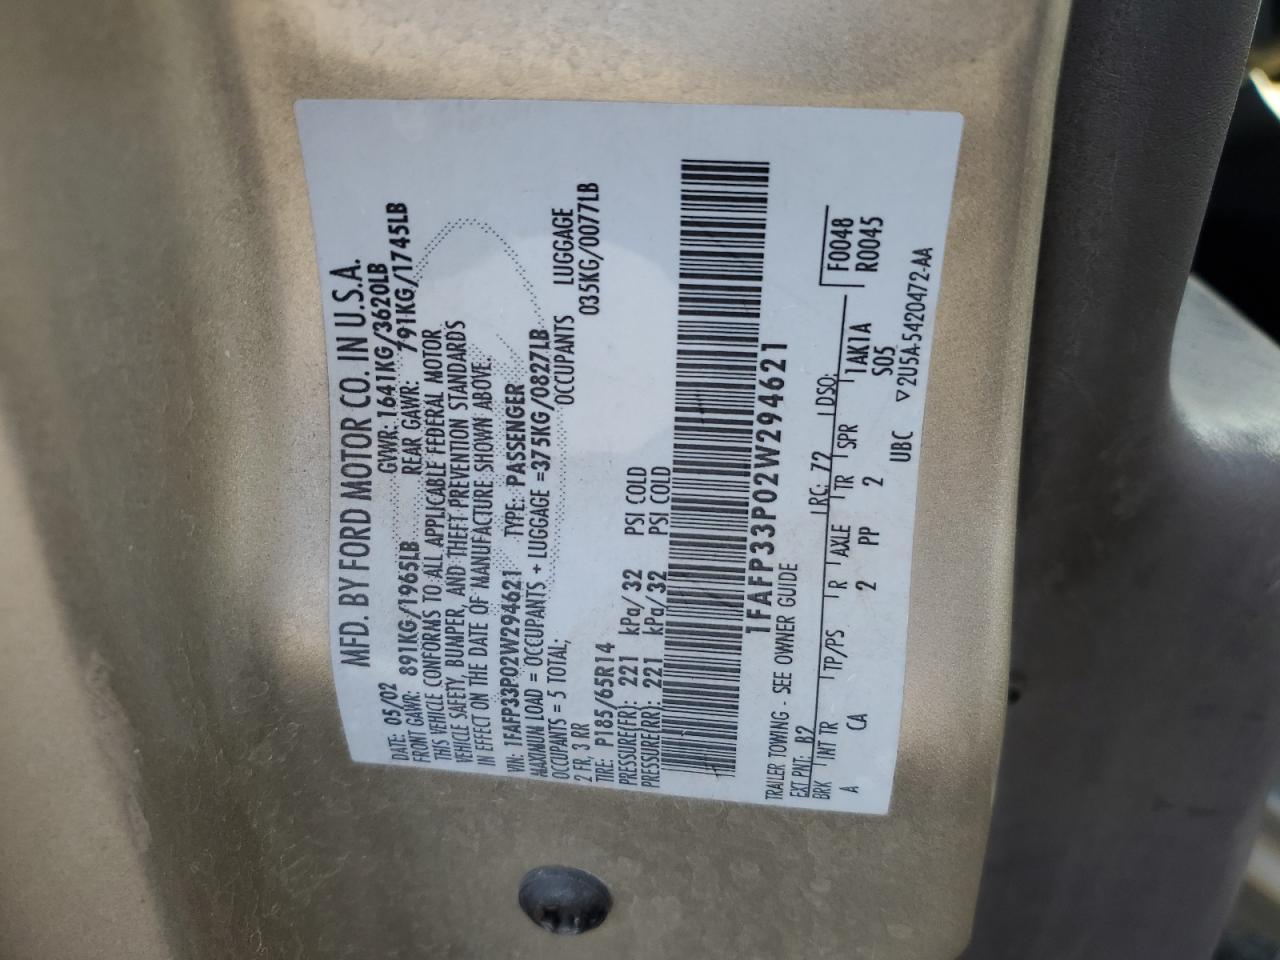 MFD. BY FORD MOTOR CO. IN U.S.A.
DATE: 05/02 GVWR: 1641KG/3620LB
FRONT GAWR: 891KG/1965LB REAR GAWR: 791KG/1745LB
THIS VEHICLE CONFORMS TO ALL APPLICABLE FEDERAL MOTOR
VEHICLE SAFETY, BUMPER, AND THEFT PREVENTION STANDARDS
IN EFFECT ON THE DATE OF MANUFACTURE SHOWN ABOVE.
VIN: 1FAFP33P02W294621 TYPE: PASSENGER
MAXIMUM LOAD = OCCUPANTS + LUGGAGE =375KG/0827LB
OCCUPANTS = 5 TOTAL; OCCUPANTS LUGGAGE
2 FR, 3 RR 035KG/0077LB
TIRE: P185/65R14
PRESSURE(FR): 221 kPa/ 32 PSI COLD
PRESSURE(RR): 221 kPa/ 32 PSI COLD
1FAFP33P02W294621
TRAILER TOWING - SEE OWNER GUIDE
EXT PNT: B2 RC: 72 DSO: F0048
BRK INT TR TP/PS R AXLE TR SPR 1AK1A R0045
A CA 2 PP 2 S05
UBC ▽2U5A-5420472-AA